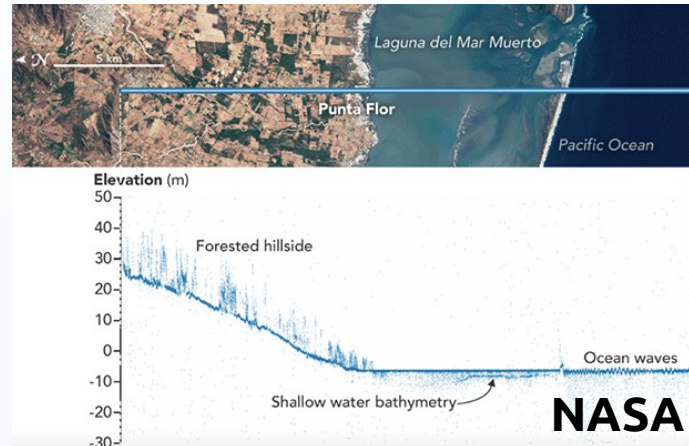 Laguna del Mar Muerto
N
5 km
Punta Flor
Pacific Ocean
Elevation (m)
50
40
Forested hillside
30
20
10
0
Ocean waves
-10
Shallow water bathymetry
-20
NASA
-30